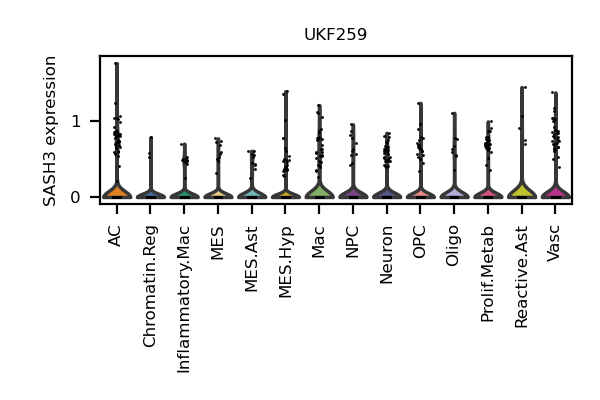 UKF259
SASH3 expression
1
0
AC
Chromatin.Reg
Inflammatory.Mac
MES
MES.Ast
MES.Hyp
Mac
NPC
Neuron
OPC
Oligo
Prolif.Metab
Reactive.Ast
Vasc